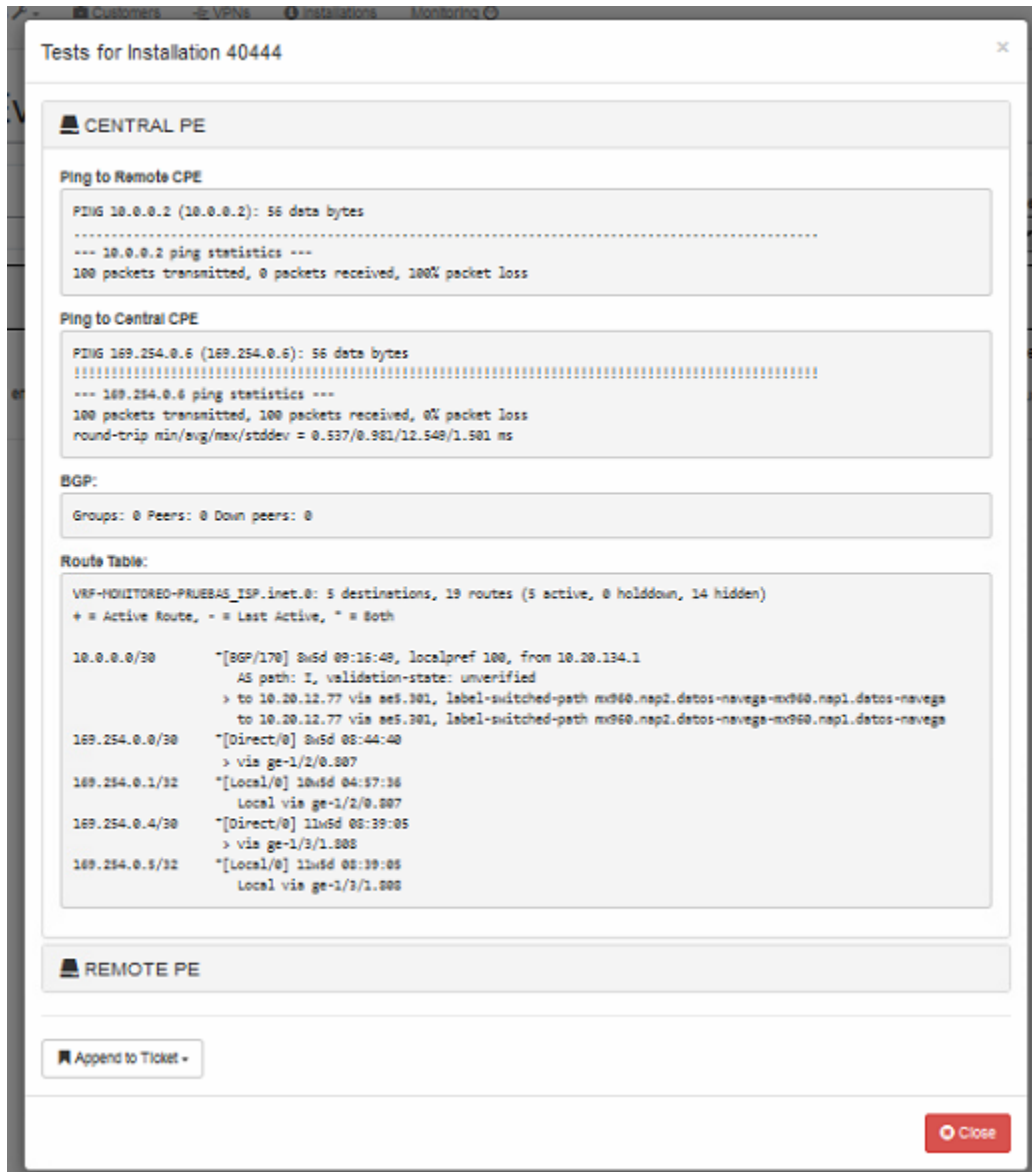 Customers VPNs Installations Monitoring
Tests for Installation 40444
×
CENTRAL PE
Ping to Remote CPE
PING 10.0.0.2 (10.0.0.2): 56 data bytes
....................................................................................................
--- 10.0.0.2 ping statistics ---
100 packets transmitted, 0 packets received, 100% packet loss
Ping to Central CPE
PING 169.254.0.6 (169.254.0.6): 56 data bytes
!!!!!!!!!!!!!!!!!!!!!!!!!!!!!!!!!!!!!!!!!!!!!!!!!!!!!!!!!!!!!!!!!!!!!!!!!!!!!!!!!!!!!!!!!!!!!!!!!!!!
--- 169.254.0.6 ping statistics ---
100 packets transmitted, 100 packets received, 0% packet loss
round-trip min/avg/max/stddev = 0.537/0.981/12.549/1.501 ms
BGP:
Groups: 0 Peers: 0 Down peers: 0
Route Table:
VRF-MONITOREO-PRUEBAS_ISP.inet.0: 5 destinations, 19 routes (5 active, 0 holddown, 14 hidden)
+ = Active Route, - = Last Active, * = Both
10.0.0.0/30 *[BGP/170] 8w5d 09:16:49, localpref 100, from 10.20.134.1
AS path: I, validation-state: unverified
> to 10.20.12.77 via ae5.301, label-switched-path mx960.nap2.datos-navega-mx960.nap1.datos-navega
to 10.20.12.77 via ae5.301, label-switched-path mx960.nap2.datos-navega-mx960.nap1.datos-navega
169.254.0.0/30 *[Direct/0] 8w5d 08:44:40
> via ge-1/2/0.807
169.254.0.1/32 *[Local/0] 10w5d 04:57:36
Local via ge-1/2/0.807
169.254.0.4/30 *[Direct/0] 11w5d 08:39:05
> via ge-1/3/1.808
169.254.0.5/32 *[Local/0] 11w5d 08:39:05
Local via ge-1/3/1.808
REMOTE PE
Append to Ticket
Close